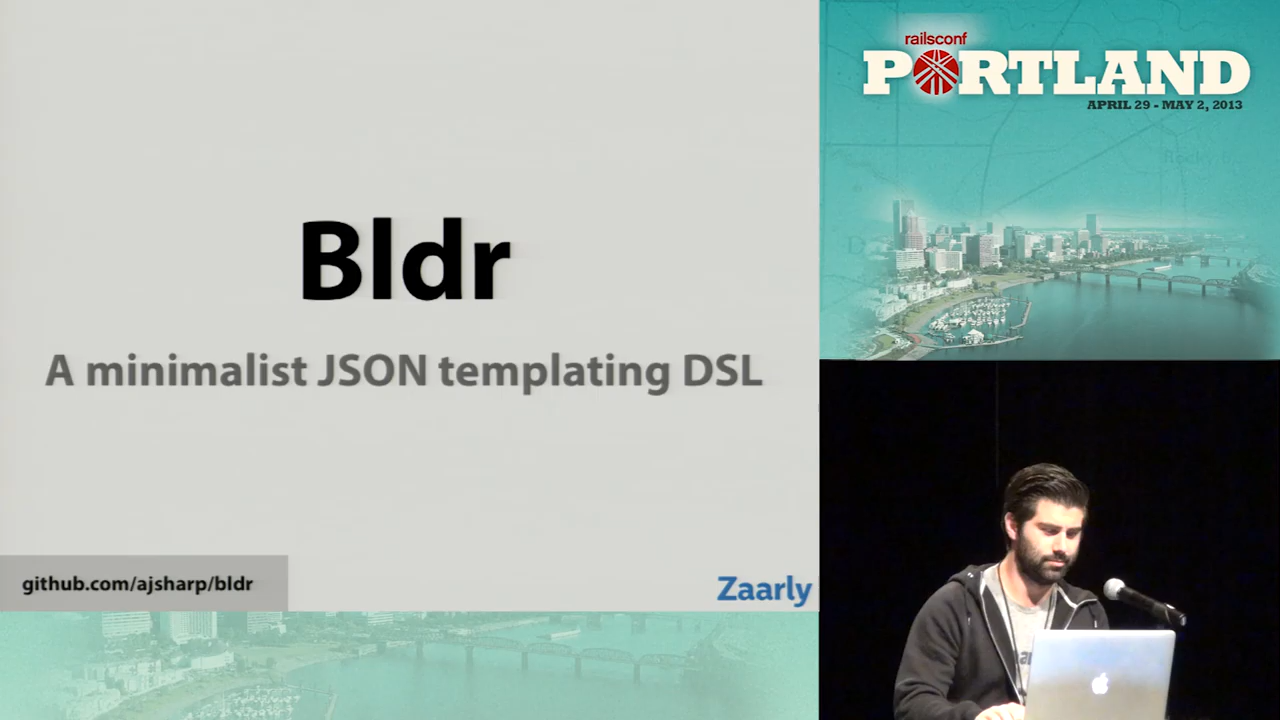 Bldr
A minimalist JSON templating DSL
github.com/ajsharp/bldr
Zaarly
railsconf
PORTLAND
APRIL 29 - MAY 2, 2013